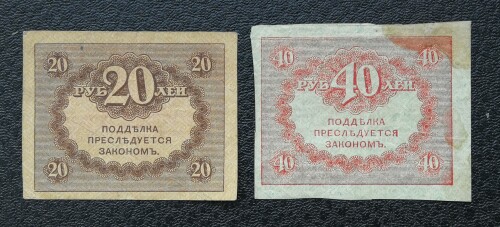 20 20
РУБ 20 ЛЕЙ
ПОДДѢЛКА
ПРЕСЛѢДУЕТСЯ
ЗАКОНОМЪ.
20 20
40 40
РУБ 40 ЛЕЙ
ПОДДѢЛКА
ПРЕСЛѢДУЕТСЯ
ЗАКОНОМЪ.
40 40